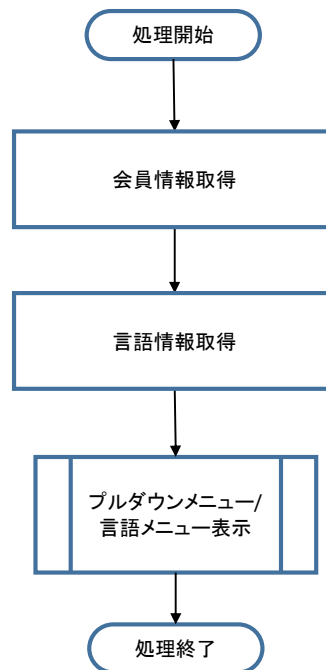 処理開始
会員情報取得
言語情報取得
プルダウンメニュー/
言語メニュー表示
処理終了